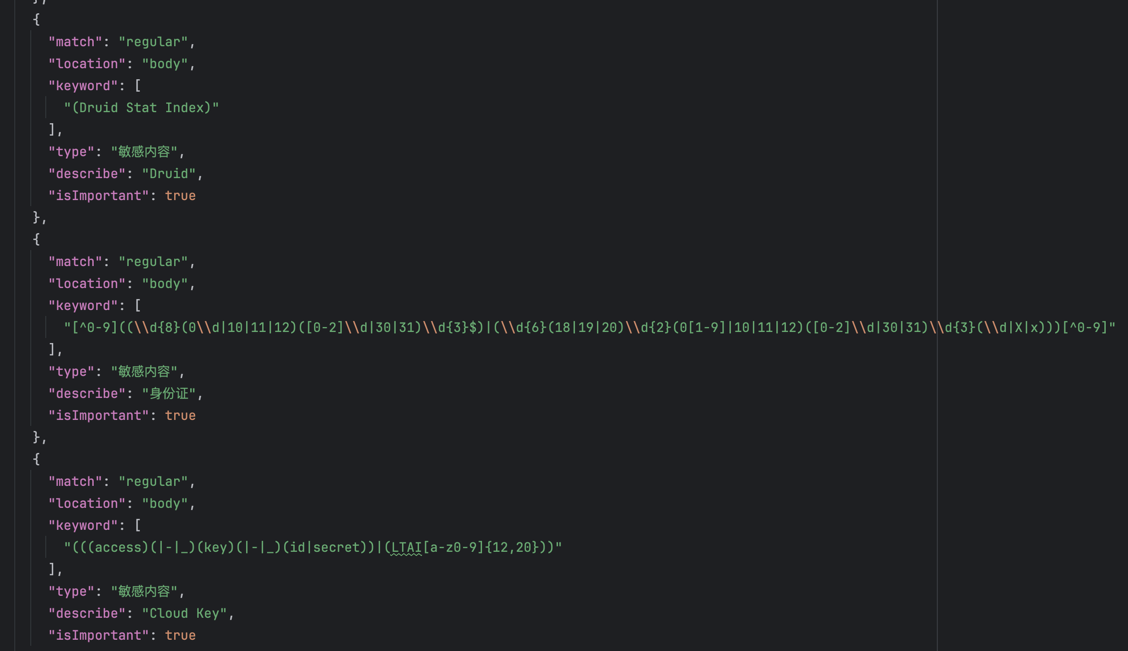 },
{
"match": "regular",
"location": "body",
"keyword": [
"(Druid Stat Index)"
],
"type": "敏感内容",
"describe": "Druid",
"isImportant": true
},
{
"match": "regular",
"location": "body",
"keyword": [
"[^0-9]((\\d{8}(0\\d|10|11|12)([0-2]\\d|30|31)\\d{3}$)|(\\d{6}(18|19|20)\\d{2}(0[1-9]|10|11|12)([0-2]\\d|30|31)\\d{3}(\\d|X|x)))[^0-9]"
],
"type": "敏感内容",
"describe": "身份证",
"isImportant": true
},
{
"match": "regular",
"location": "body",
"keyword": [
"(((access)(|-|_)(key)(|-|_)(id|secret))|(LTAI[a-z0-9]{12,20}))"
],
"type": "敏感内容",
"describe": "Cloud Key",
"isImportant": true